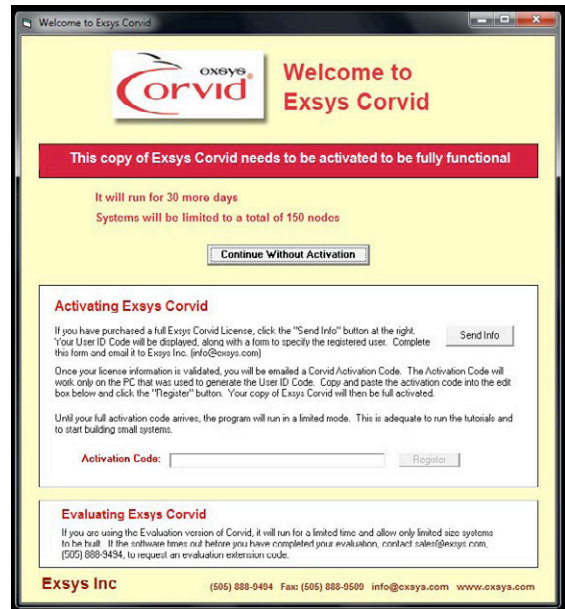 Welcome to Exsys Corvid
exsys®
Corvid
Welcome to
Exsys Corvid
This copy of Exsys Corvid needs to be activated to be fully functional
It will run for 30 more days
Systems will be limited to a total of 150 nodes
Continue Without Activation
Activating Exsys Corvid
If you have purchased a full Exsys Corvid License, click the "Send Info" button at the right.
Your User ID Code will be displayed, along with a form to specify the registered user. Complete
this form and email it to Exsys Inc. (info@exsys.com)
Send Info
Once your license information is validated, you will be emailed a Corvid Activation Code. The Activation Code will
work only on the PC that was used to generate the User ID Code. Copy and paste the activation code into the edit
box below and click the "Register" button. Your copy of Exsys Corvid will then be full activated.
Until your full activation code arrives, the program will run in a limited mode. This is adequate to run the tutorials and
to start building small systems.
Activation Code:
Register
Evaluating Exsys Corvid
If you are using the Evaluation version of Corvid, it will run for a limited time and allow only limited size systems
to be built. If the software times out before you have completed your evaluation, contact sales@exsys.com,
(505) 888-9494, to request an evaluation extension code.
Exsys Inc
(505) 888-9494 Fax: (505) 888-9509 info@exsys.com www.exsys.com